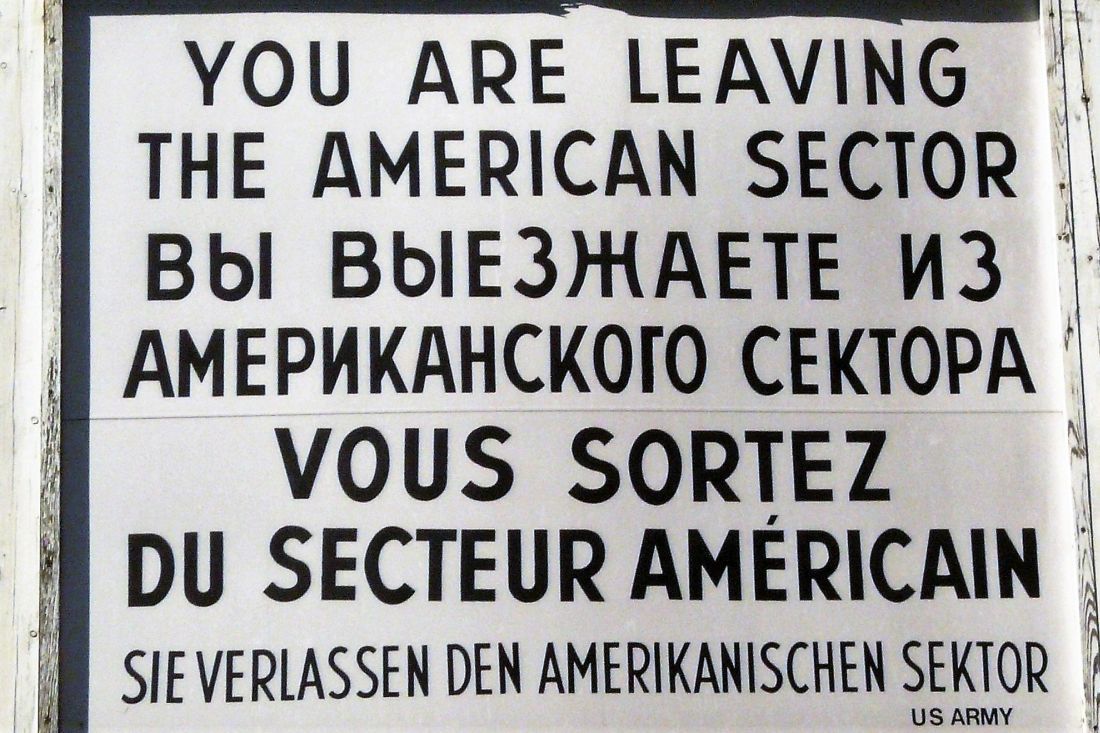 YOU ARE LEAVING
THE AMERICAN SECTOR
ВЫ ВЫЕЗЖАЕТЕ ИЗ
АМЕРИКАНСКОГО СЕКТОРА
VOUS SORTEZ
DU SECTEUR AMÉRICAIN
SIE VERLASSEN DEN AMERIKANISCHEN SEKTOR
US ARMY